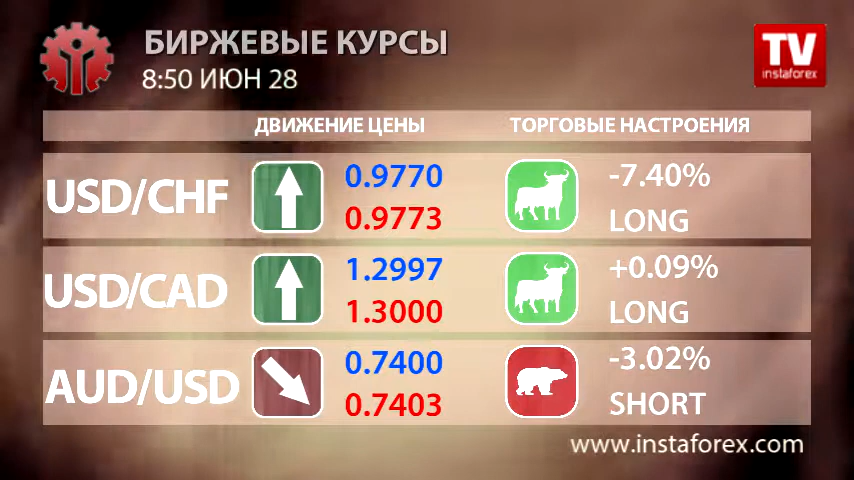 БИРЖЕВЫЕ КУРСЫ
8:50 ИЮН 28
TV
instaforex
ДВИЖЕНИЕ ЦЕНЫ ТОРГОВЫЕ НАСТРОЕНИЯ
USD/CHF
0.9770
0.9773
-7.40%
LONG
USD/CAD
1.2997
1.3000
+0.09%
LONG
AUD/USD
0.7400
0.7403
-3.02%
SHORT
www.instaforex.com